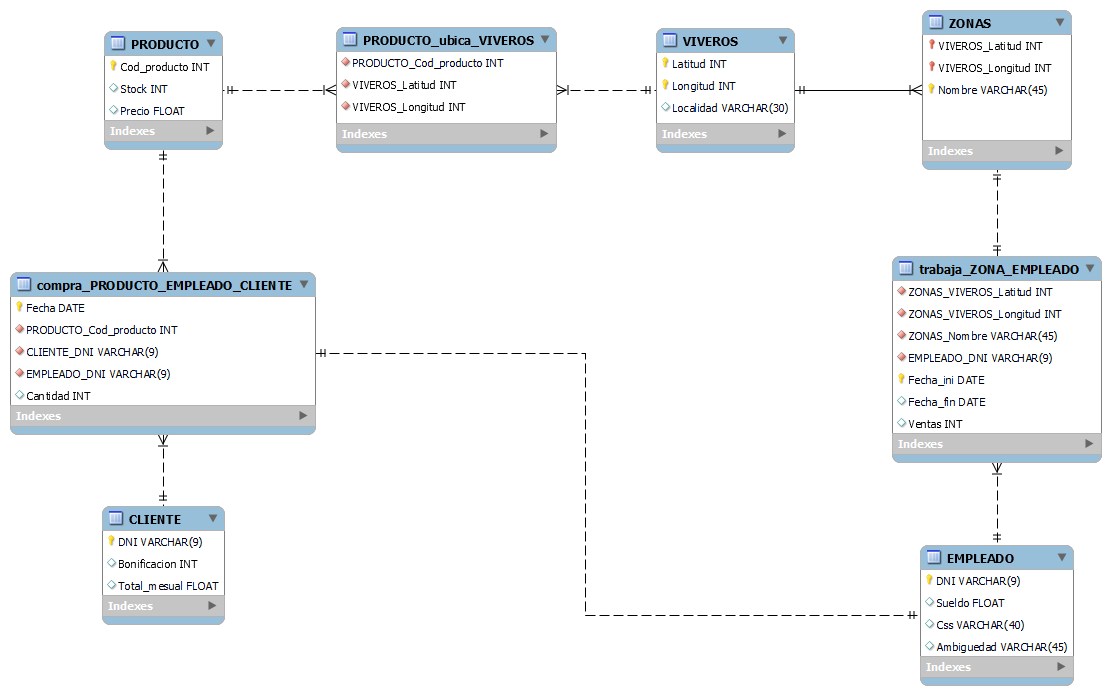 PRODUCTO
Cod_producto INT
Stock INT
Precio FLOAT
Indexes
PRODUCTO_ubica_VIVEROS
PRODUCTO_Cod_producto INT
VIVEROS_Latitud INT
VIVEROS_Longitud INT
Indexes
VIVEROS
Latitud INT
Longitud INT
Localidad VARCHAR(30)
Indexes
ZONAS
VIVEROS_Latitud INT
VIVEROS_Longitud INT
Nombre VARCHAR(45)
Indexes
compra_PRODUCTO_EMPLEADO_CLIENTE
Fecha DATE
PRODUCTO_Cod_producto INT
CLIENTE_DNI VARCHAR(9)
EMPLEADO_DNI VARCHAR(9)
Cantidad INT
Indexes
trabaja_ZONA_EMPLEADO
ZONAS_VIVEROS_Latitud INT
ZONAS_VIVEROS_Longitud INT
ZONAS_Nombre VARCHAR(45)
EMPLEADO_DNI VARCHAR(9)
Fecha_ini DATE
Fecha_fin DATE
Ventas INT
Indexes
CLIENTE
DNI VARCHAR(9)
Bonificacion INT
Total_mesual FLOAT
Indexes
EMPLEADO
DNI VARCHAR(9)
Sueldo FLOAT
Css VARCHAR(40)
Ambiguedad VARCHAR(45)
Indexes